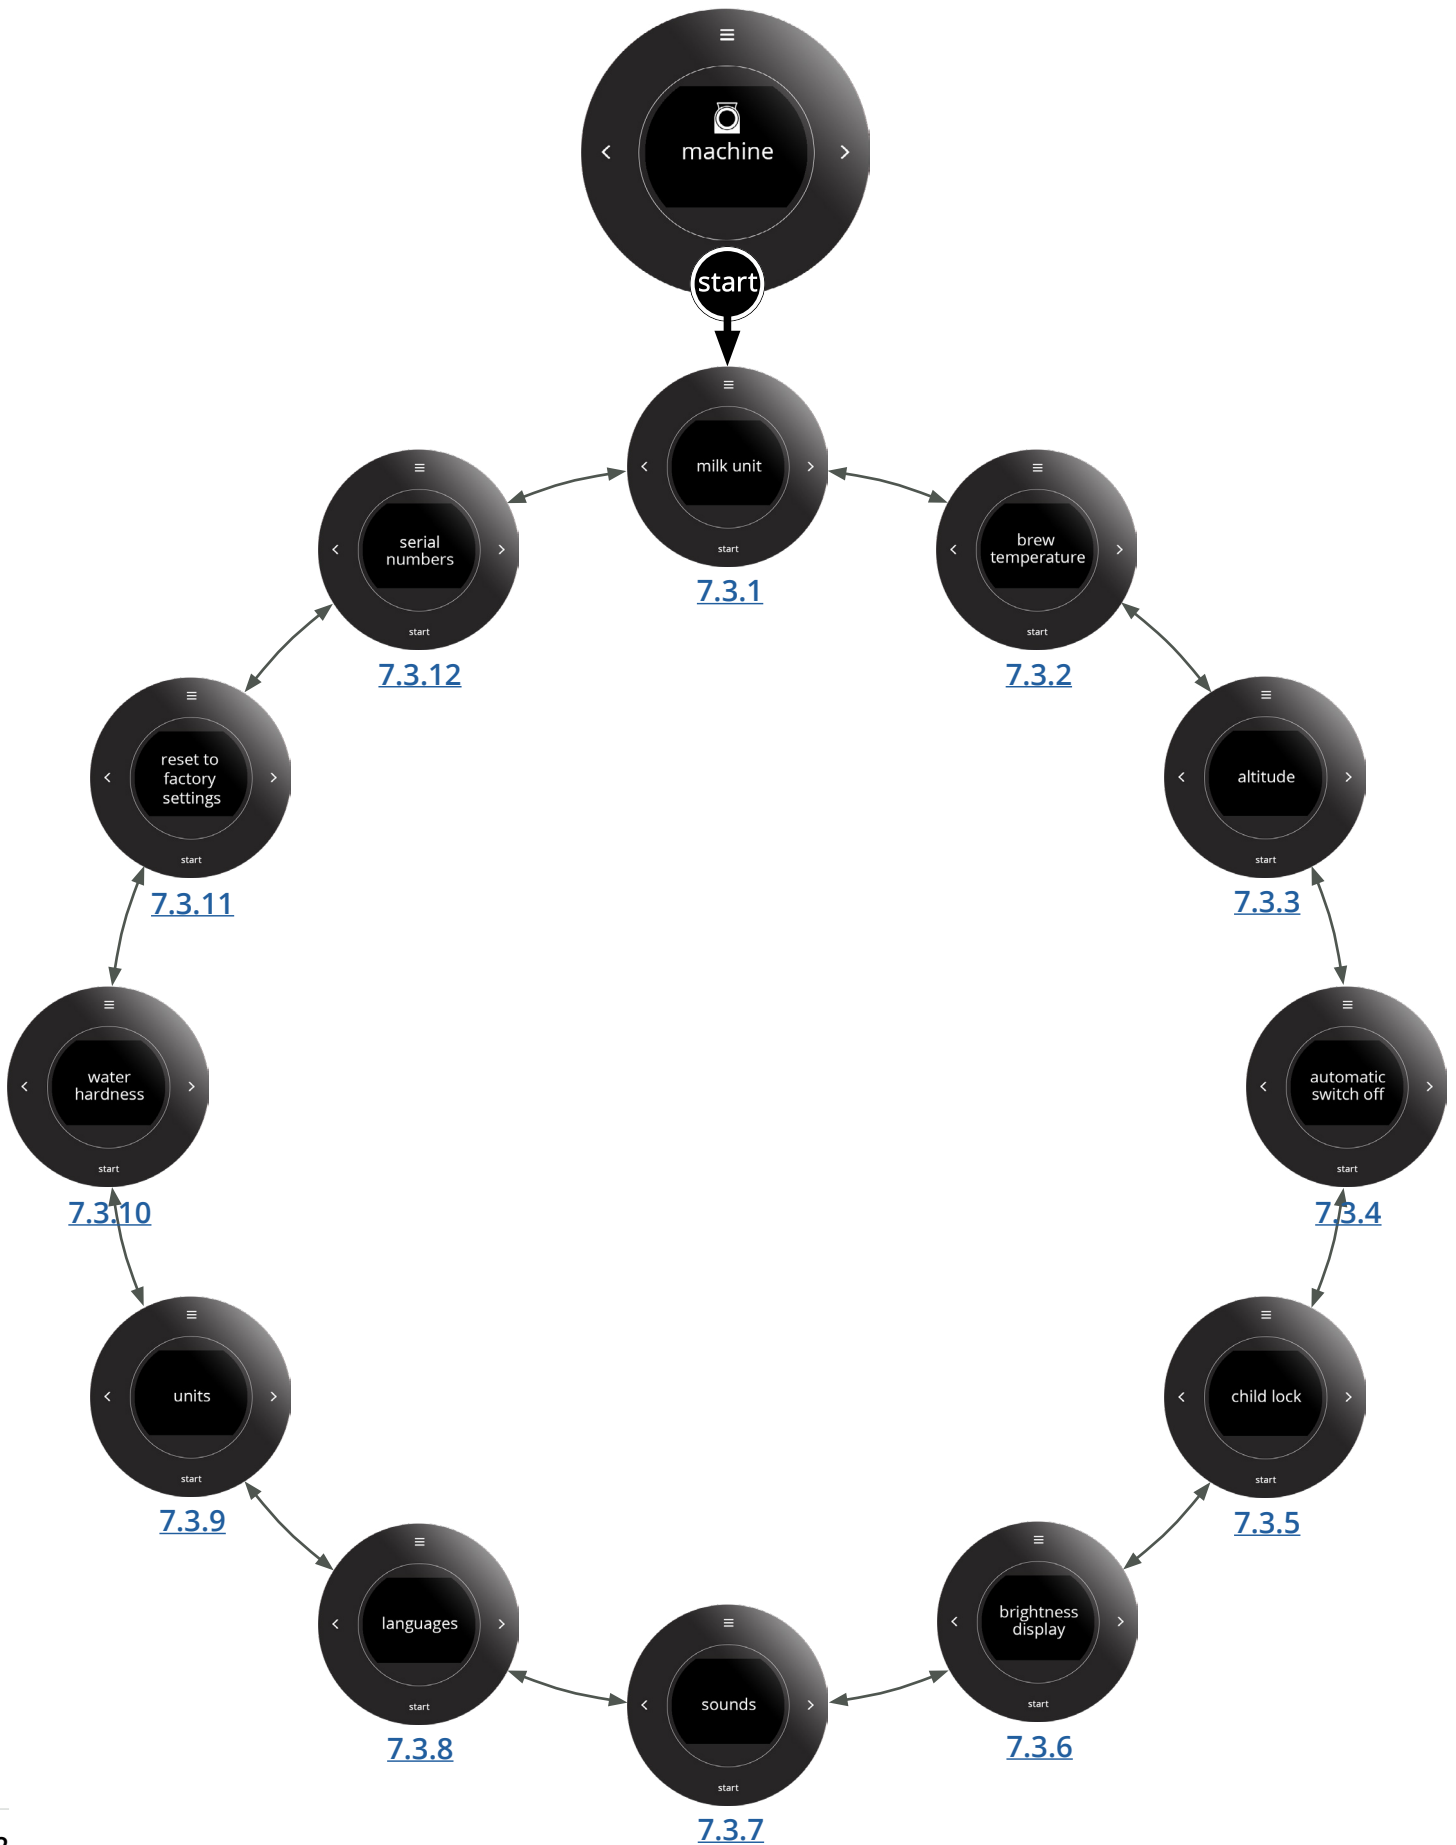 machine
start
milk unit
start
7.3.1
brew
temperature
start
7.3.2
altitude
start
7.3.3
automatic
switch off
start
7.3.4
child lock
start
7.3.5
brightness
display
start
7.3.6
sounds
start
7.3.7
languages
start
7.3.8
units
start
7.3.9
water
hardness
start
7.3.10
reset to
factory
settings
start
7.3.11
serial
numbers
start
7.3.12